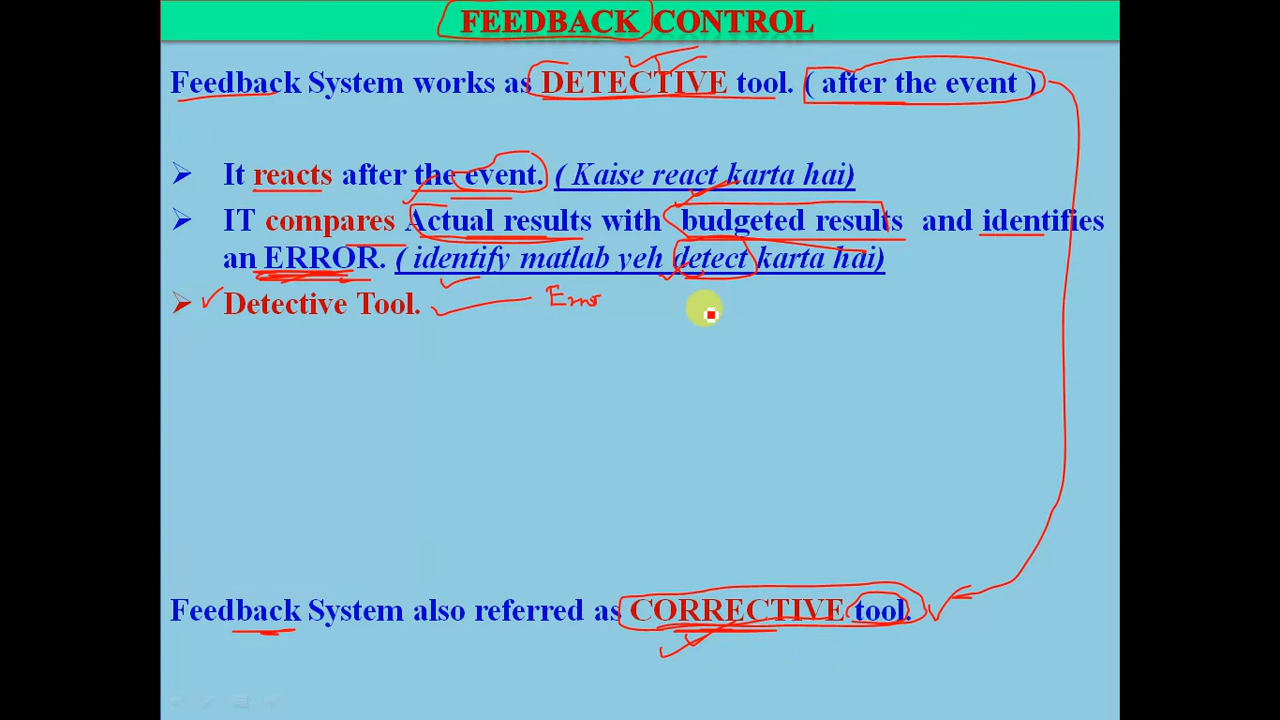 FEEDBACK CONTROL
Feedback System works as DETECTIVE tool. ( after the event )
It reacts after the event. ( Kaise react karta hai)
IT compares Actual results with budgeted results and identifies
an ERROR. ( identify matlab yeh detect karta hai)
Detective Tool. Error
Feedback System also referred as CORRECTIVE tool.